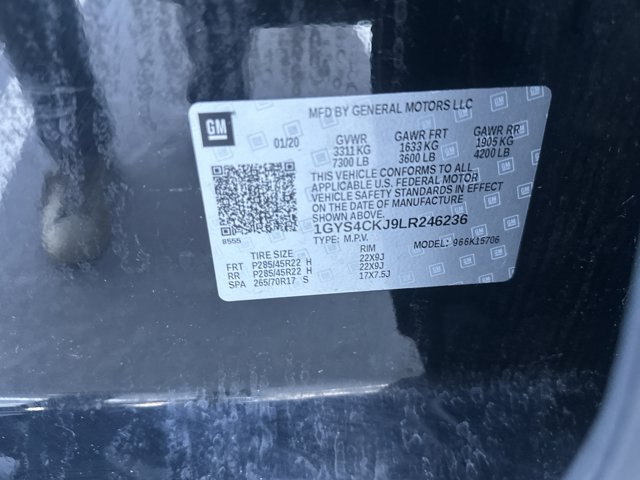 MFD BY GENERAL MOTORS LLC
GM
01/20 GVWR GAWR FRT GAWR RR
3311 KG 1633 KG 1905 KG
7300 LB 3600 LB 4200 LB
THIS VEHICLE CONFORMS TO ALL
APPLICABLE U.S. FEDERAL MOTOR
VEHICLE SAFETY STANDARDS IN EFFECT
ON THE DATE OF MANUFACTURE
SHOWN ABOVE.
1GYS4CKJ9LR246236
8555
TYPE: M.P.V. MODEL: 966K15706
TIRE SIZE RIM
FRT P285/45R22 H 22X9J
RR P285/45R22 H 22X9J
SPA 265/70R17 S 17X7.5J